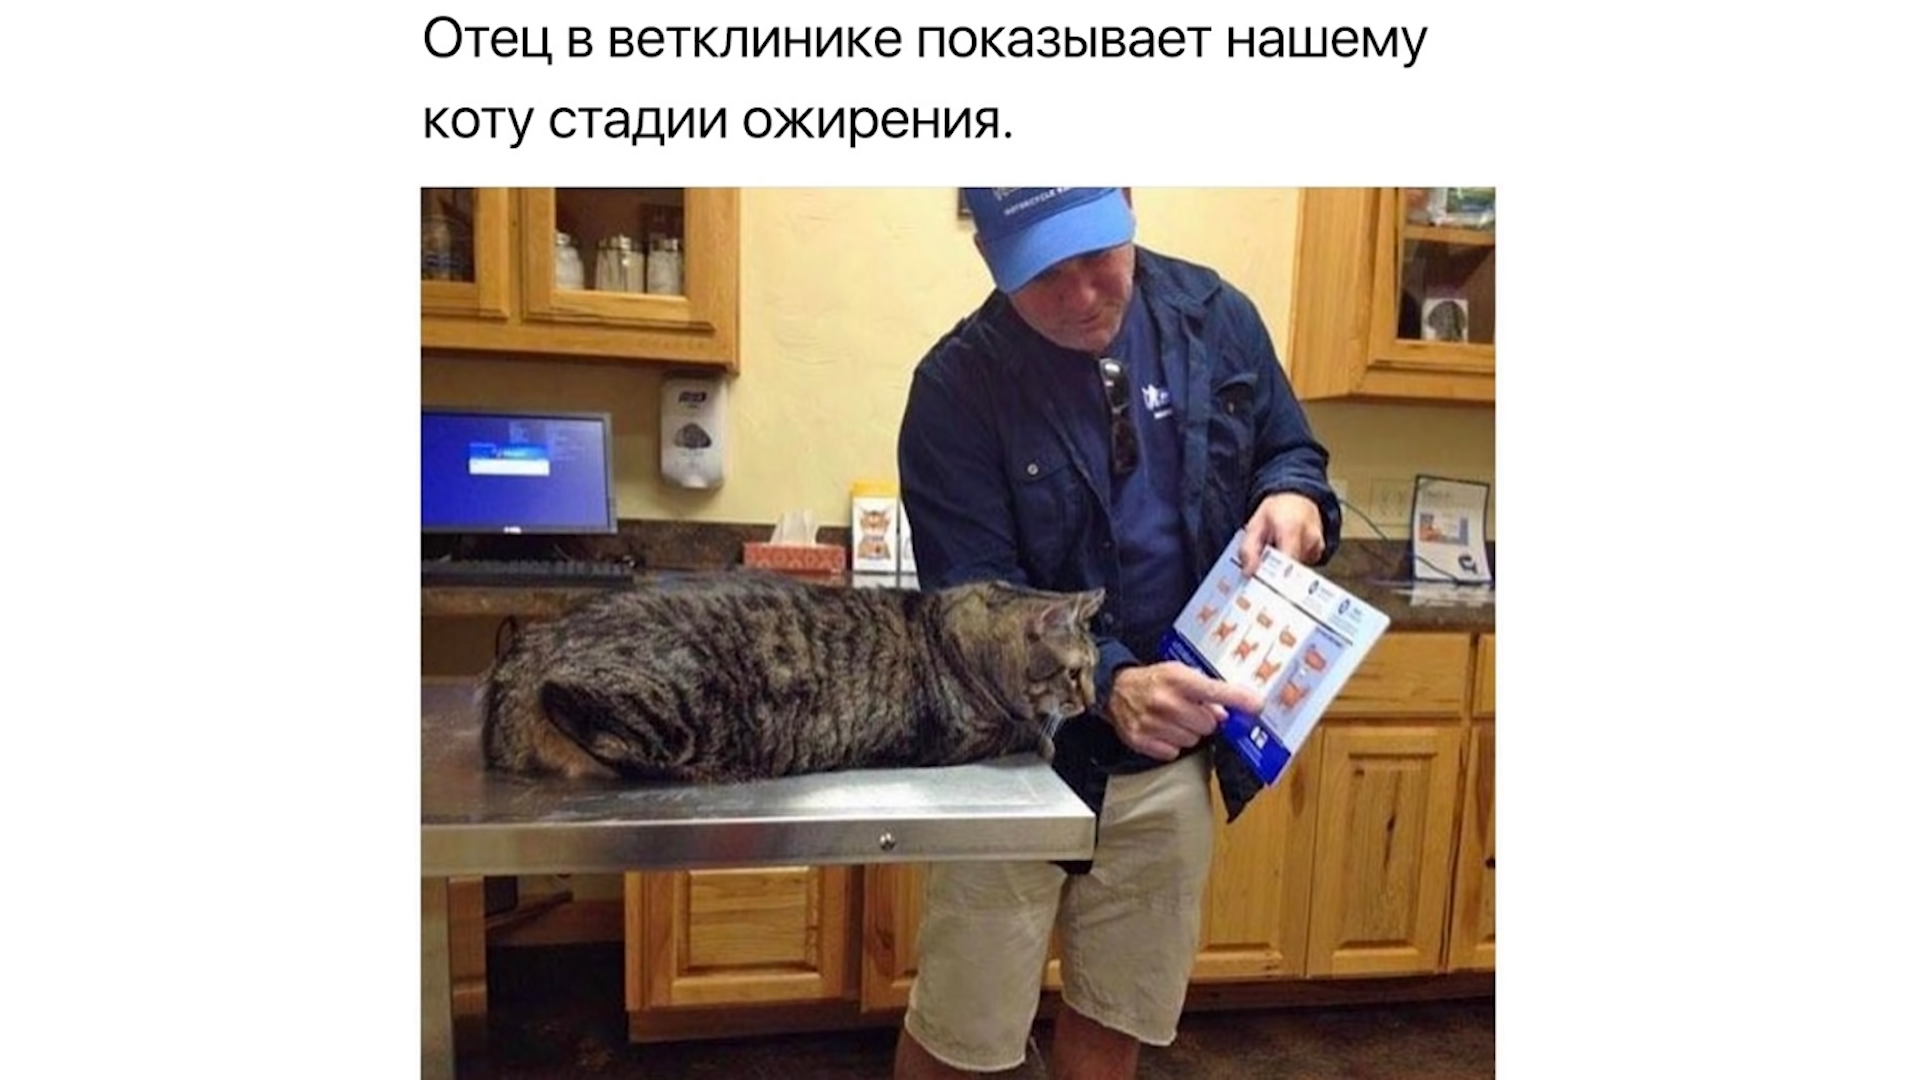 Отец в ветклинике показывает нашему
коту стадии ожирения.